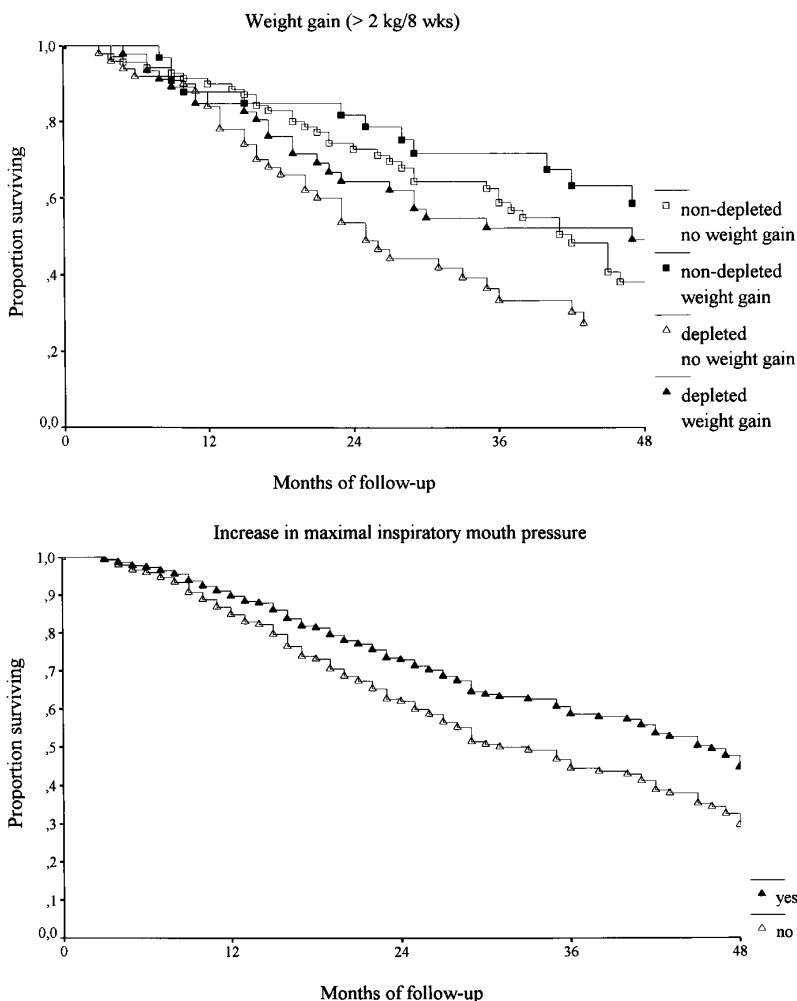 Weight gain (> 2 kg/8 wks)
1,0
,8
,6
,4
,2
0,0
Proportion surviving
0 12 24 36 48
Months of follow-up
non-depleted
no weight gain
non-depleted
weight gain
depleted
no weight gain
depleted
weight gain
Increase in maximal inspiratory mouth pressure
1,0
,9
,8
,7
,6
,5
,4
,3
,2
,1
0,0
Proportion surviving
0 12 24 36 48
Months of follow-up
yes
no